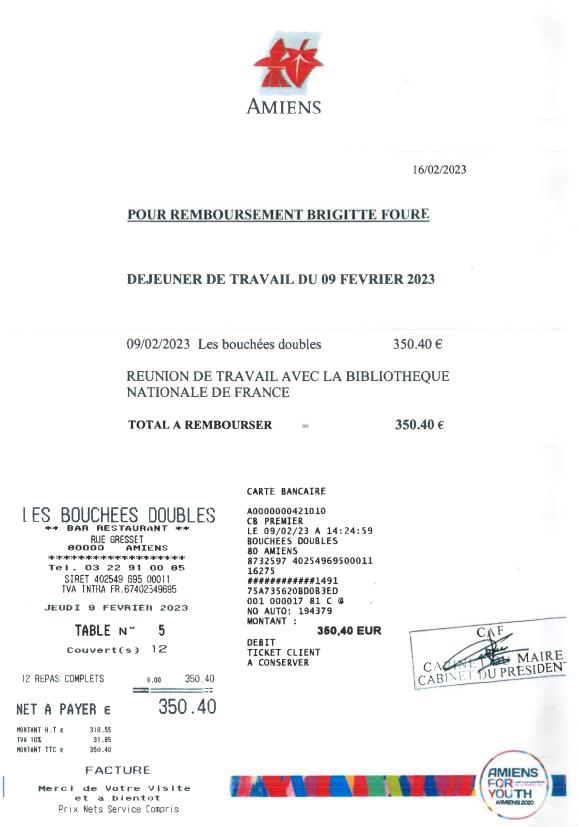 AMIENS
16/02/2023
POUR REMBOURSEMENT BRIGITTE FOURE
DEJEUNER DE TRAVAIL DU 09 FEVRIER 2023
09/02/2023 Les bouchées doubles 350.40 €
REUNION DE TRAVAIL AVEC LA BIBLIOTHEQUE
NATIONALE DE FRANCE
TOTAL A REMBOURSER = 350.40 €
LES BOUCHEES DOUBLES
** BAR RESTAURANT **
RUE GRESSET
80000 AMIENS
********************
Tel. 03 22 91 00 85
SIRET 402549 695 00011
TVA INTRA FR.67402549695
JEUDI 9 FEVRIER 2023
TABLE N° 5
Couvert(s) 12
12 REPAS COMPLETS 0.00 350.40
NET A PAYER € 350.40
MONTANT H.T € 318.55
TVA 10% 31.85
MONTANT TTC € 350.40
FACTURE
Merci de Votre Visite
et a bientot
Prix Nets Service Compris
CARTE BANCAIRE
A0000000421010
CB PREMIER
LE 09/02/23 A 14:24:59
BOUCHEES DOUBLES
80 AMIENS
8732597 40254969500011
16275
############1491
75A735620BD0B3ED
001 000017 81 C @
NO AUTO: 194379
MONTANT :
350,40 EUR
DEBIT
TICKET CLIENT
A CONSERVER
CAF
MAIRE
CABINET DU PRESIDENT
AMIENS
FOR
YOUTH
#AMIENS2020